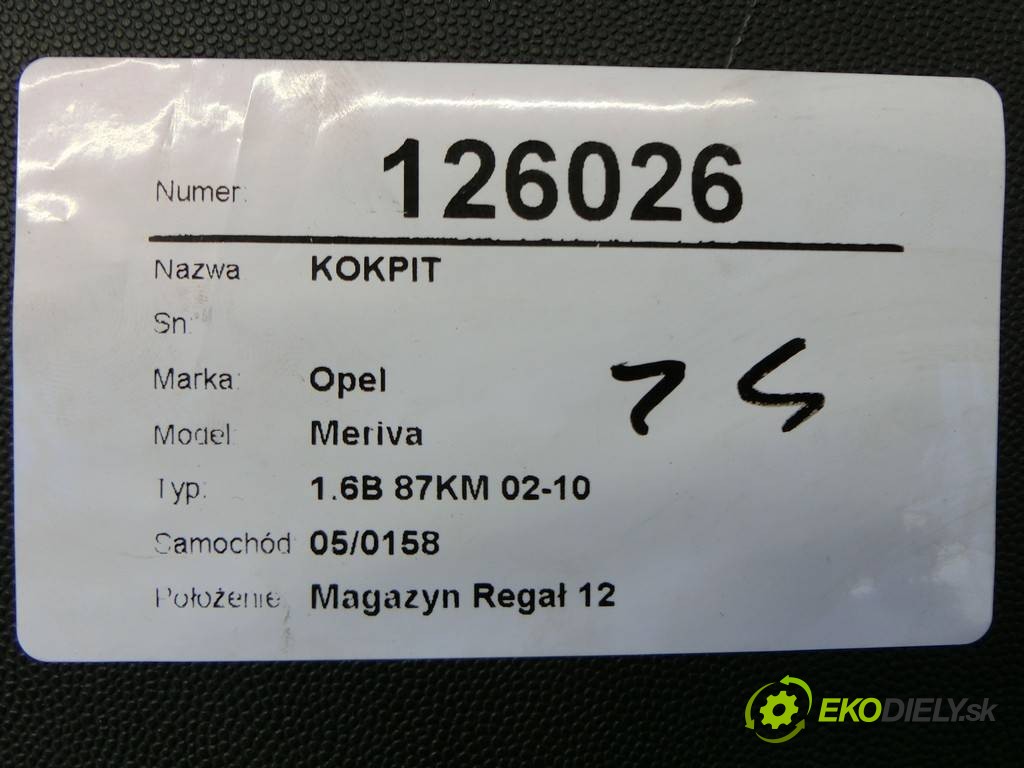 Numer: 126026
Nazwa KOKPIT
Sn:
Marka: Opel
Model: Meriva
Typ: 1.6B 87KM 02-10
Samochód 05/0158
Położenie Magazyn Regał 12
EKODIELY.sk